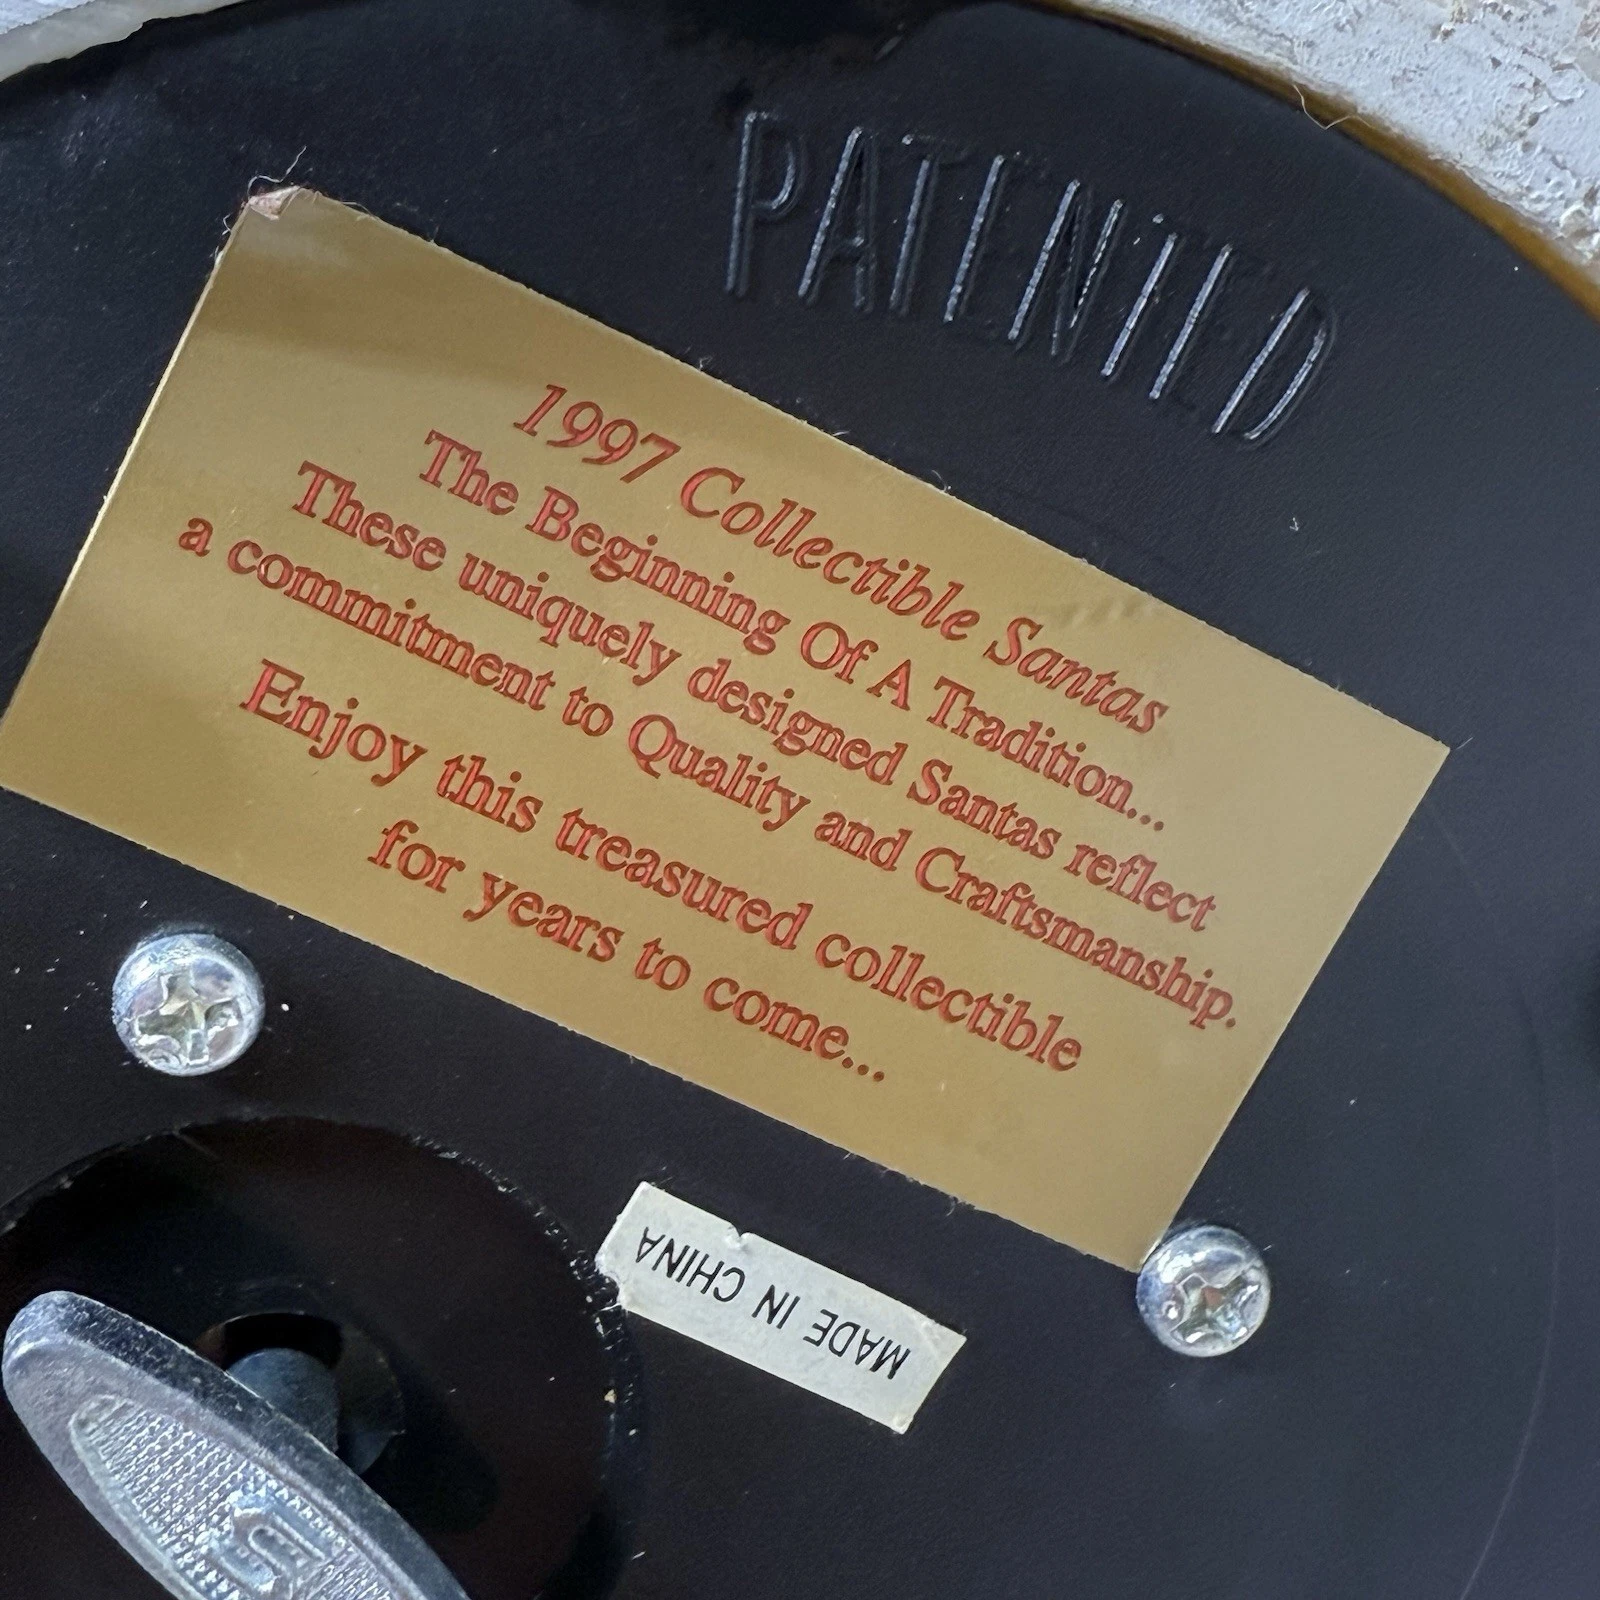 PATENTED
1997 Collectible Santas
The Beginning Of A Tradition...
These uniquely designed Santas reflect
a commitment to Quality and Craftsmanship.
Enjoy this treasured collectible
for years to come...
MADE IN CHINA
S